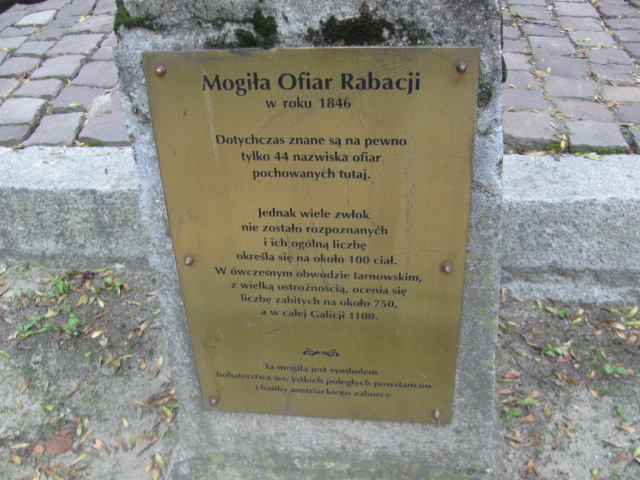 Mogiła Ofiar Rabacji
w roku 1846
Dotychczas znane są na pewno
tylko 44 nazwiska ofiar
pochowanych tutaj.
Jednak wiele zwłok
nie zostało rozpoznanych
i ich ogólną liczbę
określa się na około 100 ciał.
W ówczesnym obwodzie tarnowskim,
z wielką ostrożnością, ocenia się
liczbę zabitych na około 750,
a w całej Galicji 1100.
Ta mogiła jest symbolem
bohaterstwa wszystkich poległych powstańców
i hańby austriackiego zaborcy.